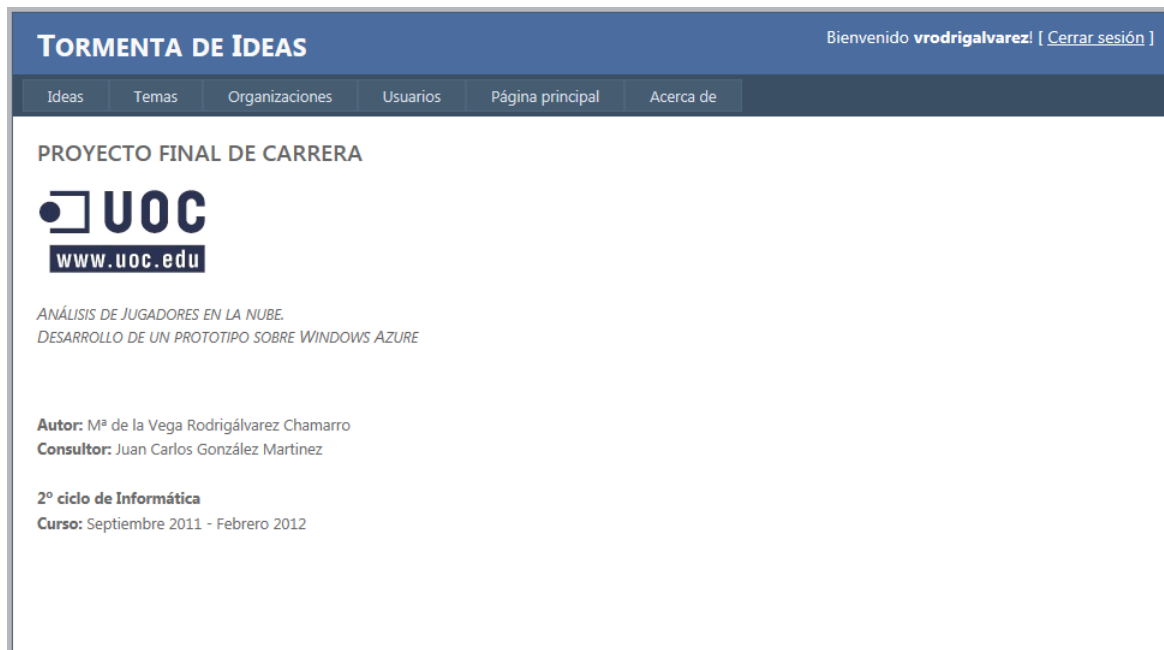 TORMENTA DE IDEAS
Bienvenido vrodrigalvarez! [ Cerrar sesión ]
Ideas Temas Organizaciones Usuarios Página principal Acerca de
PROYECTO FINAL DE CARRERA
UOC
www.uoc.edu
ANÁLISIS DE JUGADORES EN LA NUBE.
DESARROLLO DE UN PROTOTIPO SOBRE WINDOWS AZURE
Autor: Mª de la Vega Rodrigálvarez Chamarro
Consultor: Juan Carlos González Martinez
2º ciclo de Informática
Curso: Septiembre 2011 - Febrero 2012